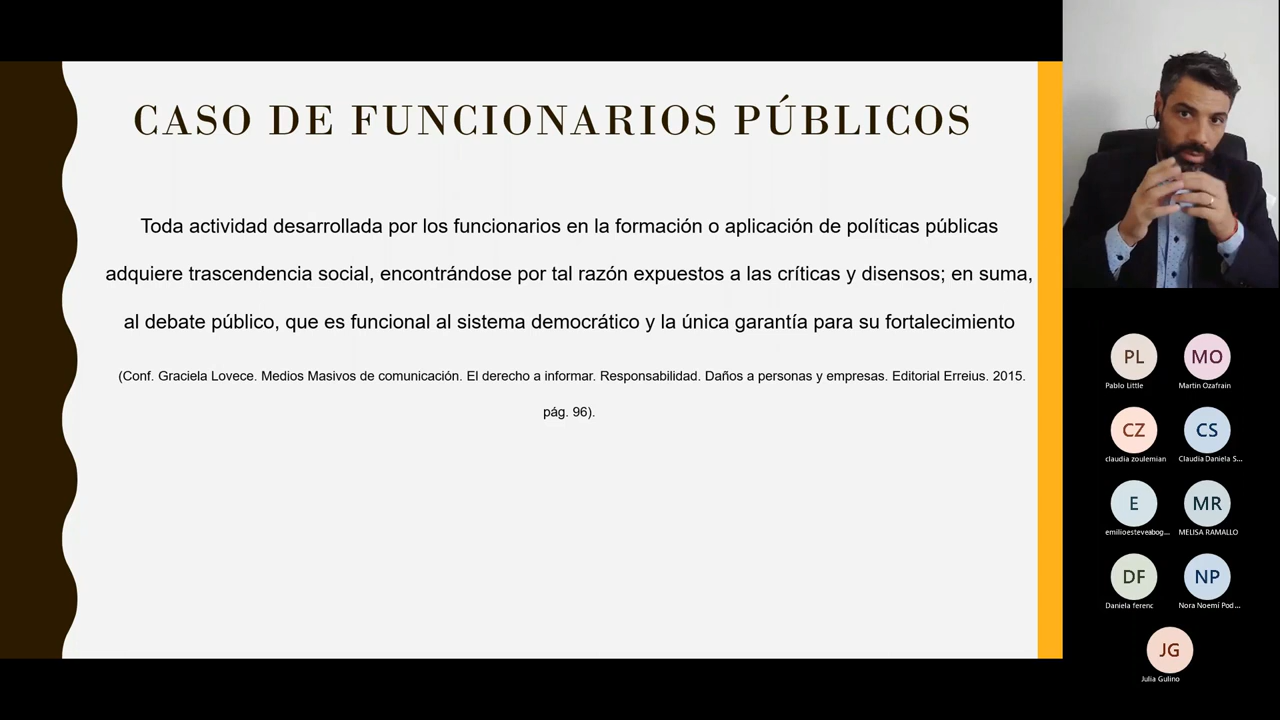 CASO DE FUNCIONARIOS PÚBLICOS
Toda actividad desarrollada por los funcionarios en la formación o aplicación de políticas públicas
adquiere trascendencia social, encontrándose por tal razón expuestos a las críticas y disensos; en suma,
al debate público, que es funcional al sistema democrático y la única garantía para su fortalecimiento
(Conf. Graciela Lovece. Medios Masivos de comunicación. El derecho a informar. Responsabilidad. Daños a personas y empresas. Editorial Erreius. 2015.
pág. 96).
PL
Pablo Little
MO
Martin Ozafrain
CZ
claudia zoulemian
CS
Claudia Daniela S...
E
emilioesteveabog...
MR
MELISA RAMALLO
DF
Daniela ferenc
NP
Nora Noemí Pod...
JG
Julia Gulino